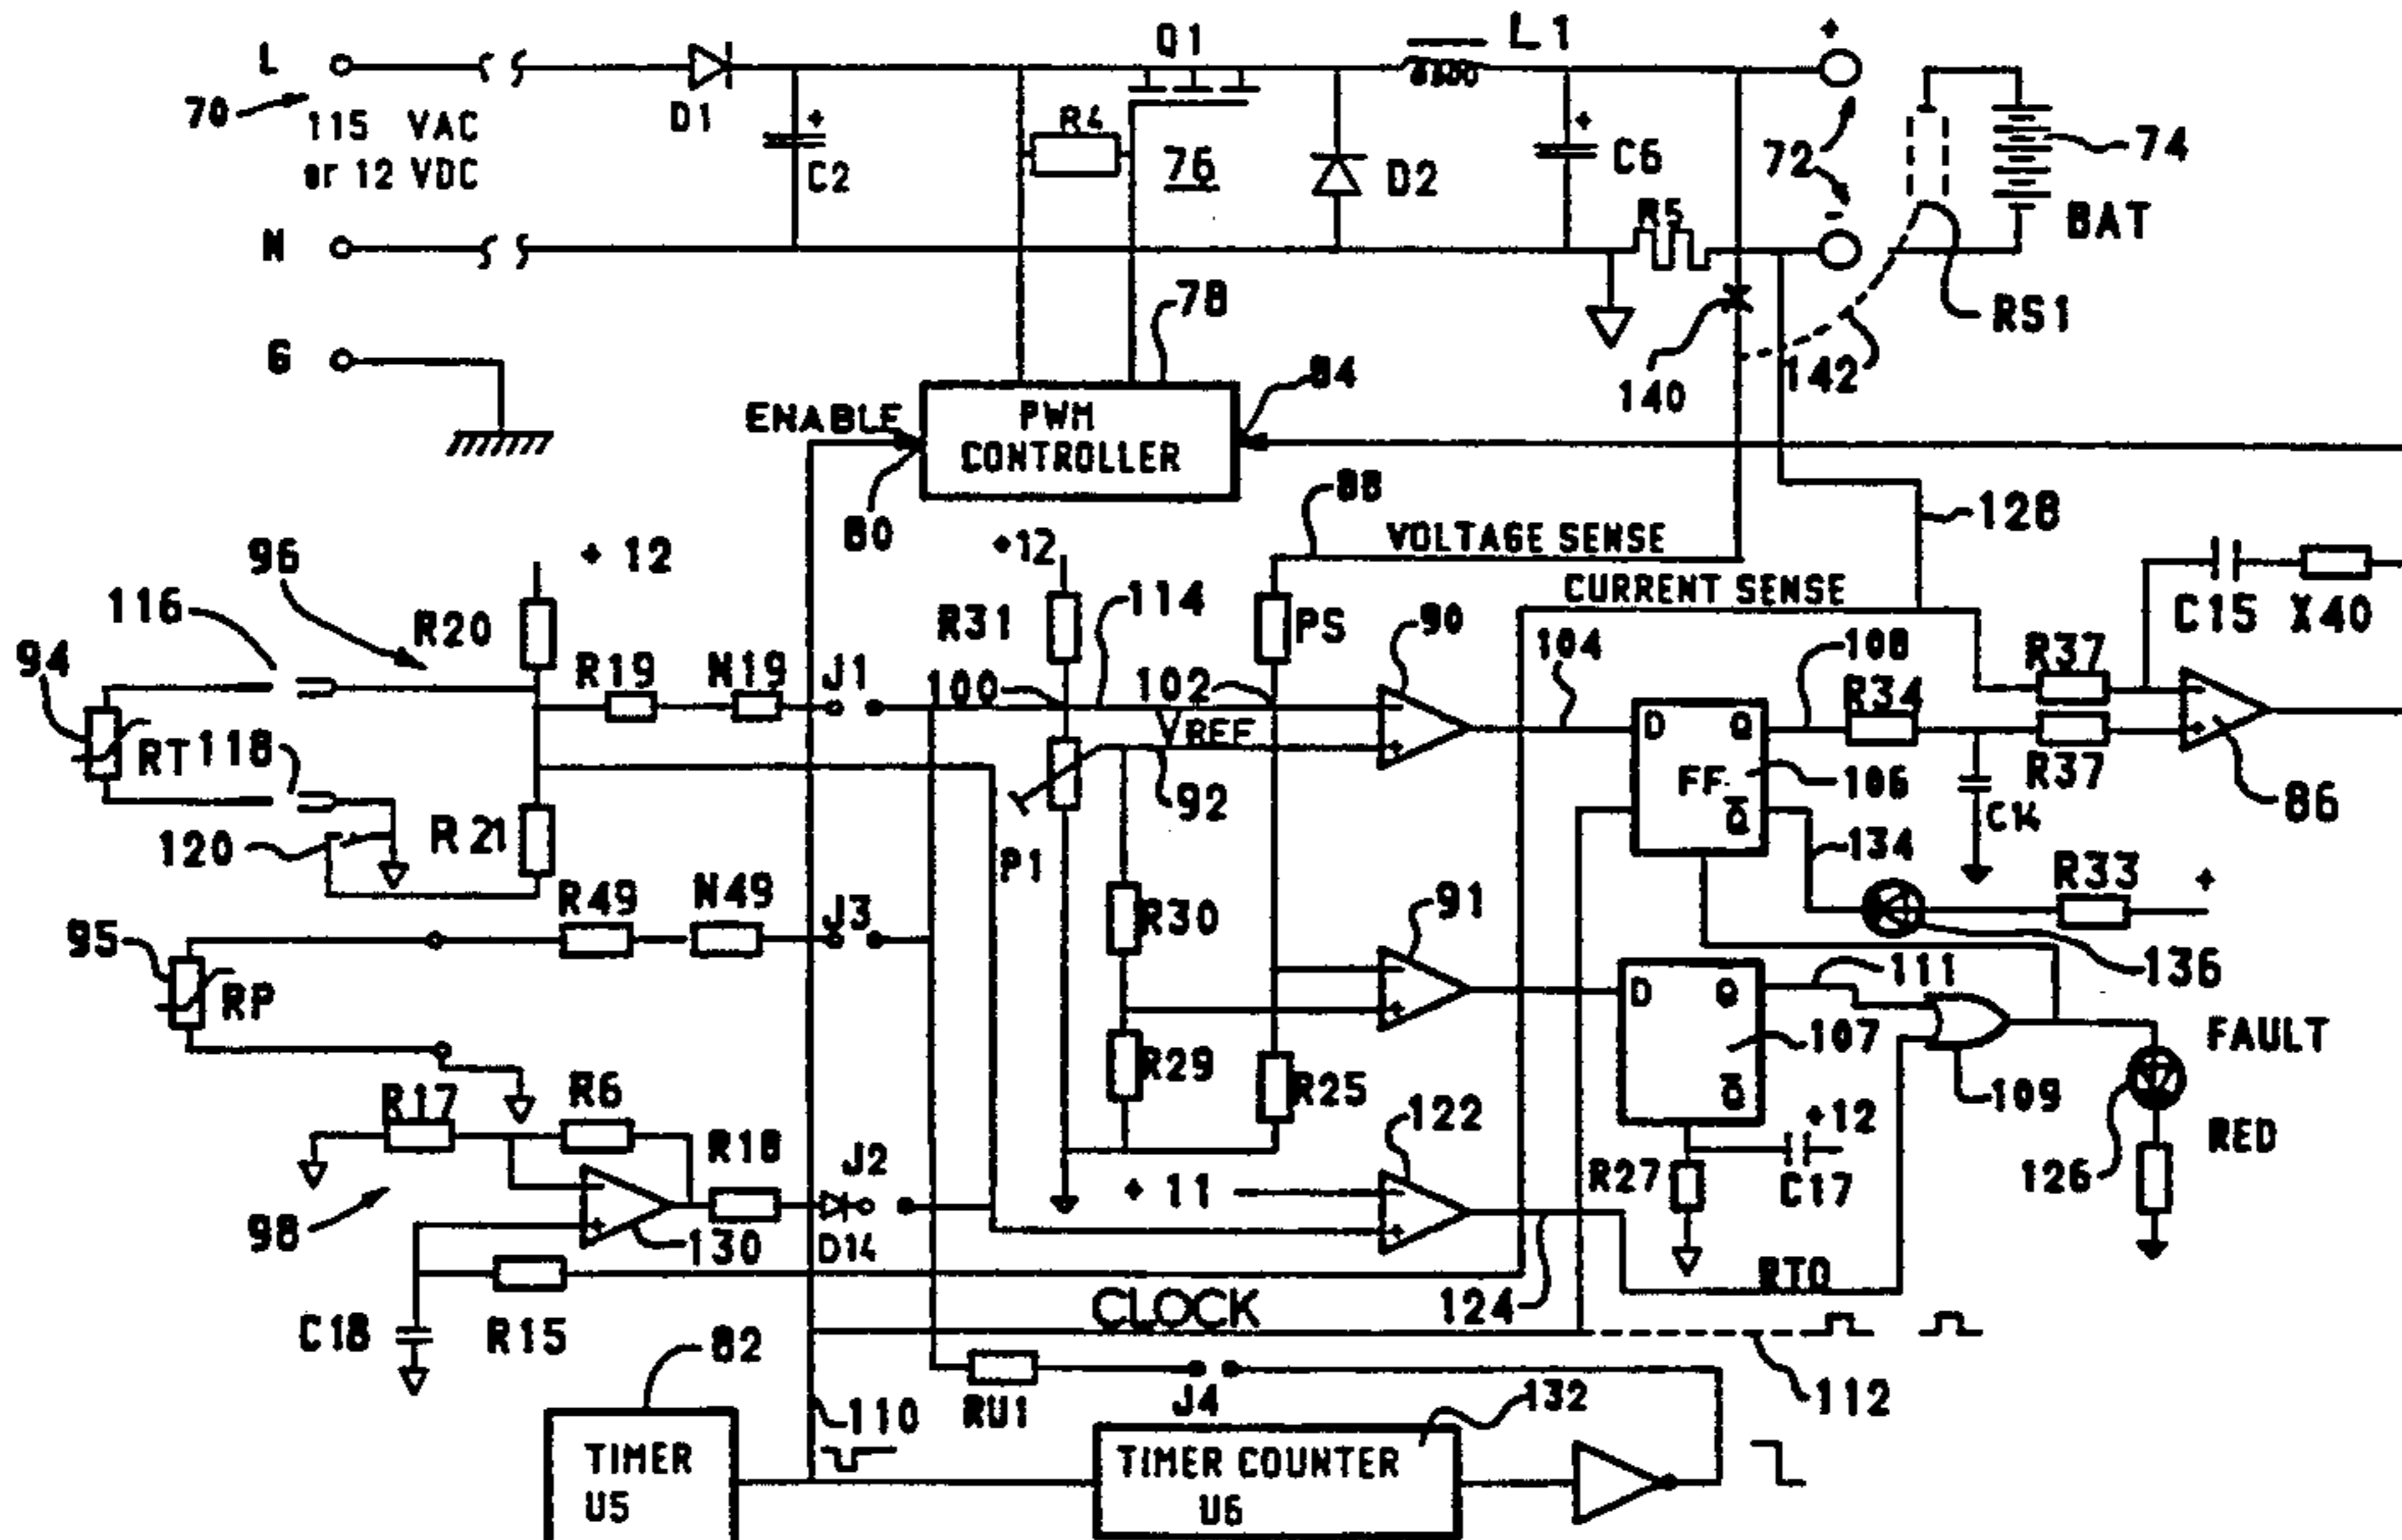 L
70
115 VAC
or 12 VDC
N
G
D1
+
C2
Q1
R4
76
D2
L1
+
C6
R5
+
72
-
74
BAT
RS1
140
142
78
84
ENABLE
PWM
CONTROLLER
80
88
VOLTAGE SENSE
128
CURRENT SENSE
96
+ 12
116
R20
94
RT
118
R19
N19
J1
+12
R31
100
114
102
PS
90
VREF
92
104
108
R34
R37
C15 X40
D
Q
FF
106
Q
R37
C14
86
120
R21
P1
134
R33
+
R49
N49
J3
95
RP
R30
91
136
D
Q
111
107
Q
109
FAULT
126
RED
R29
R25
R17
R6
R18
J2
122
+12
R27
C17
+ 11
98
130
D14
RTO
124
C18
R15
CLOCK
82
RU1
J4
132
112
110
TIMER
U5
TIMER COUNTER
U6